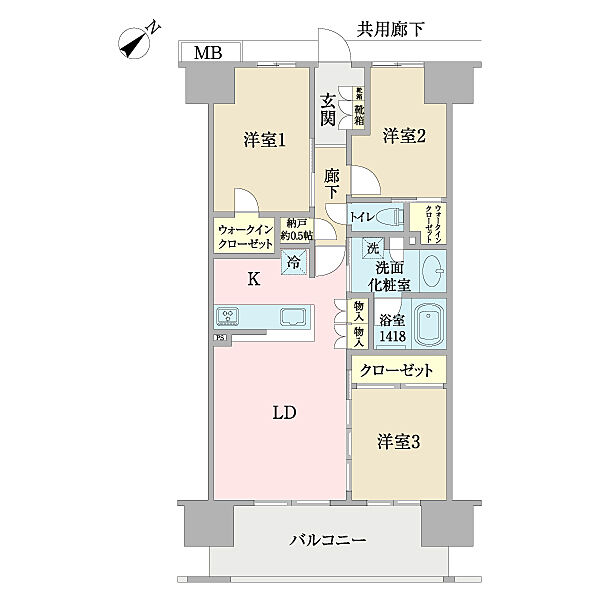 N
共用廊下
MB
玄関
靴箱
靴箱
洋室1
洋室2
廊下
トイレ
ウォークイン
クローゼット
納戸
約0.5帖
ウォークイン
クローゼット
冷
洗
洗面
化粧室
K
物入
物入
浴室
1418
PS
クローゼット
LD
洋室3
バルコニー